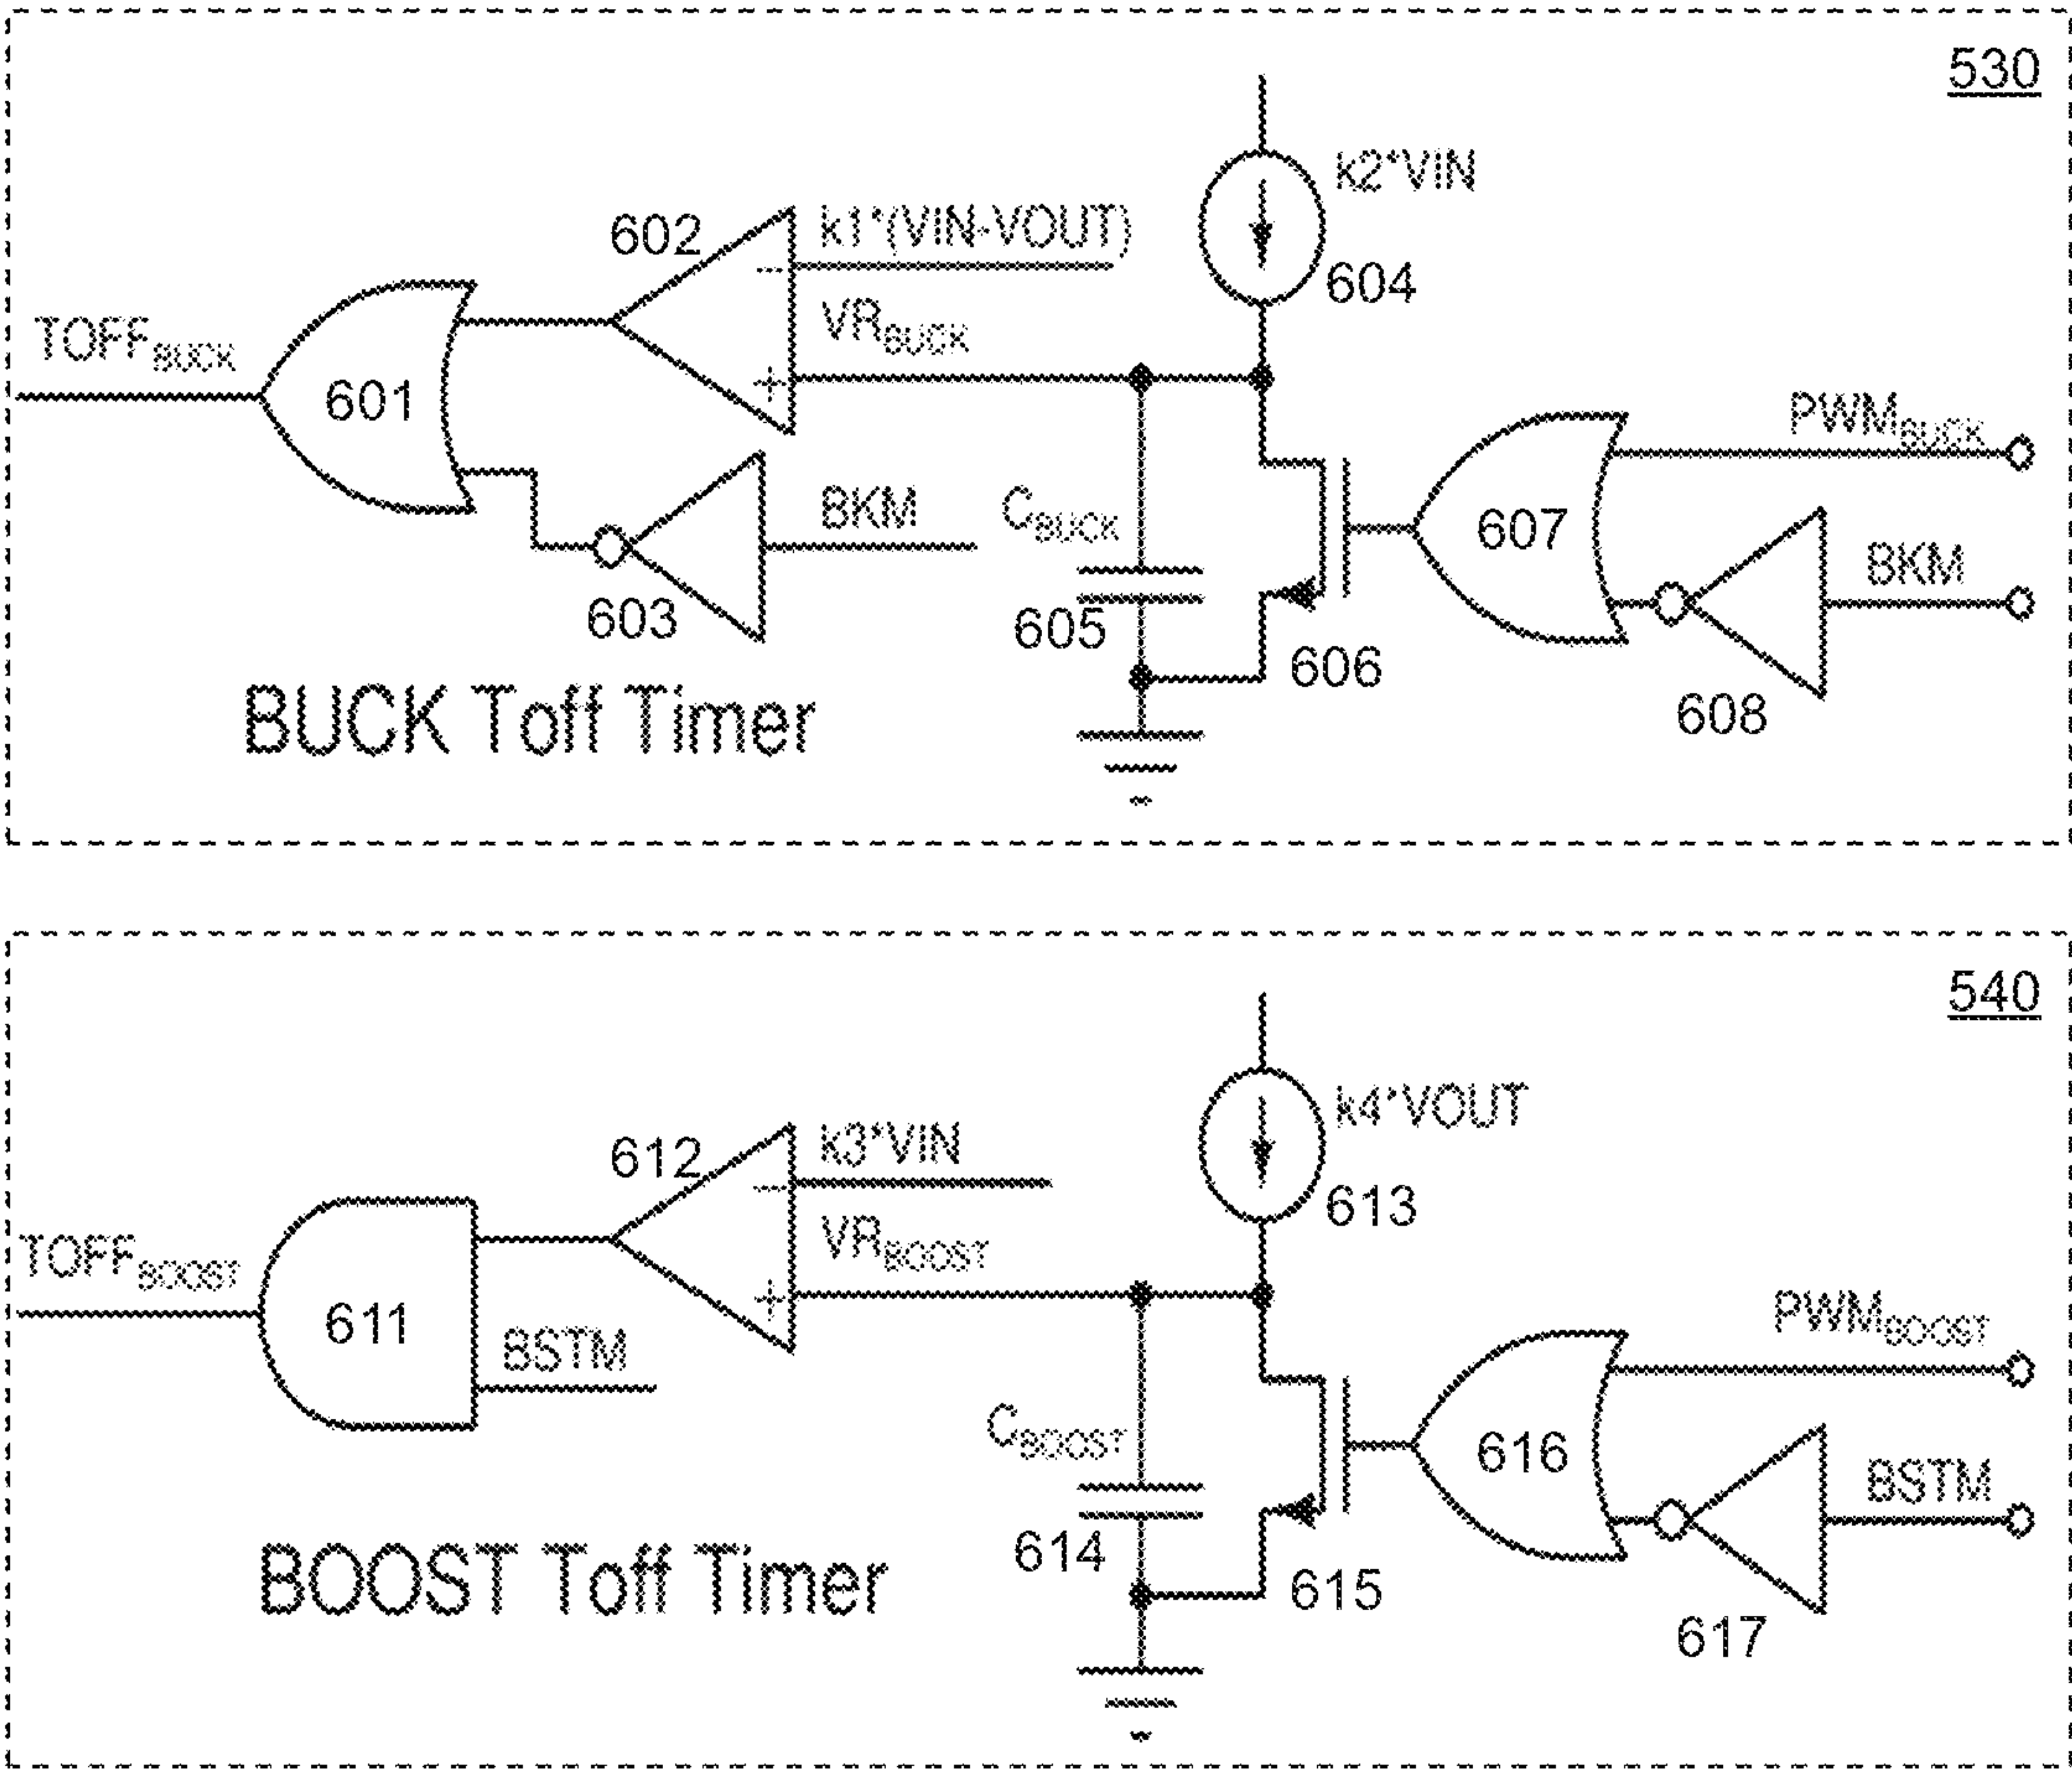 530
k2*VIN
602
k1*(VIN-VOUT)
-
604
VRBUCK
TOFFBUCK
+
601
PWMBUCK
BKM
CBUCK
607
BKM
603
605
606
608
BUCK Toff Timer
540
k4*VOUT
612
k3*VIN
-
613
VRBOOST
TOFFBOOST
+
611
PWMBOOST
BSTM
CBOOST
616
BSTM
614
615
617
BOOST Toff Timer